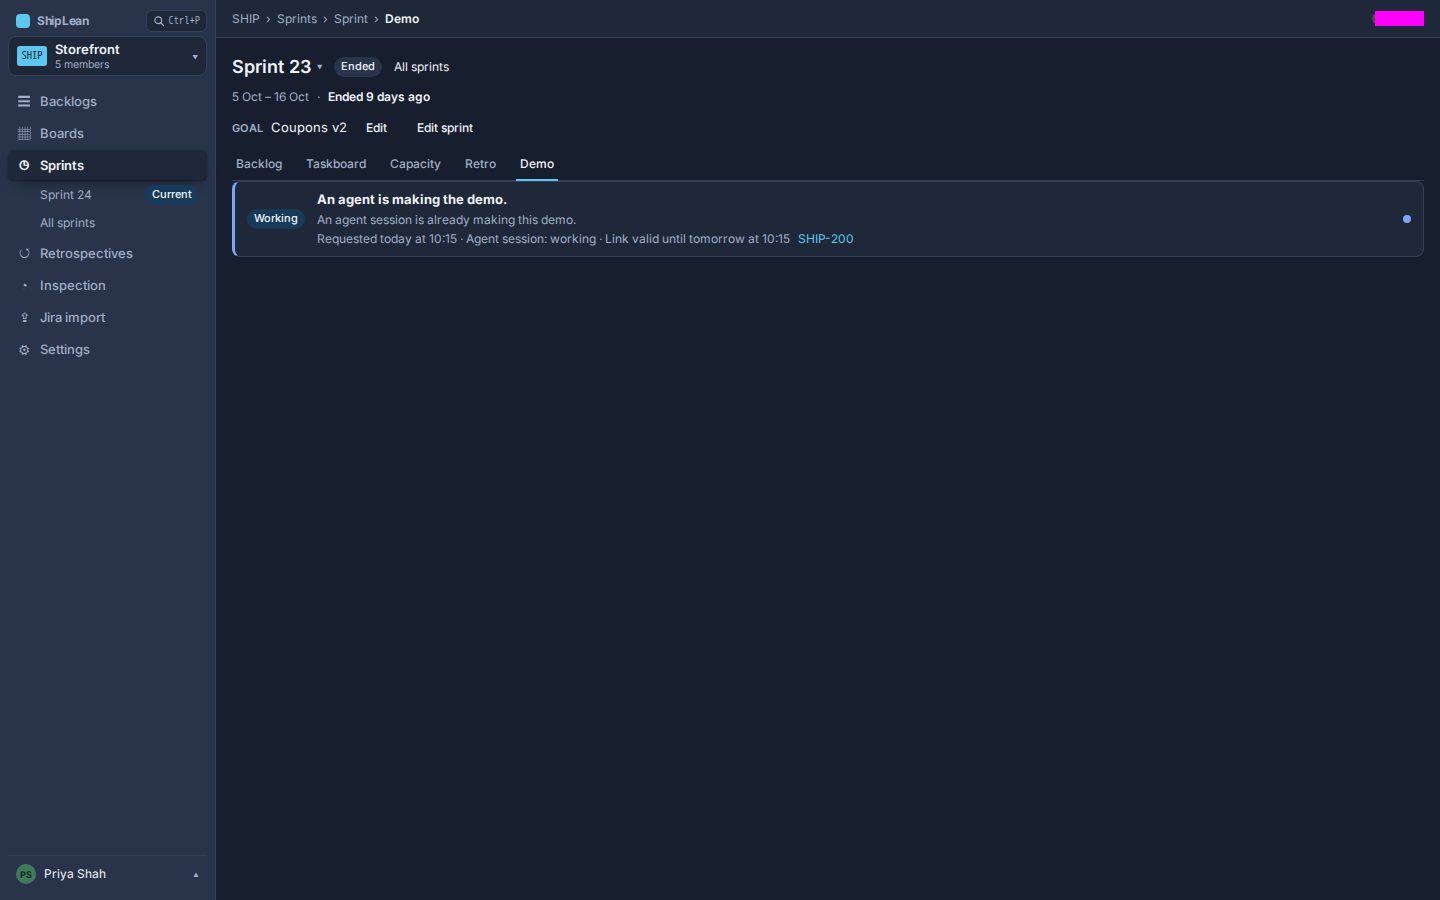 ShipLean
Ctrl+P
SHIP
Storefront
5 members
Backlogs
Boards
Sprints
Sprint 24
Current
All sprints
Retrospectives
Inspection
Jira import
Settings
PS
Priya Shah
SHIP › Sprints › Sprint › Demo
Sprint 23
Ended
All sprints
5 Oct – 16 Oct · Ended 9 days ago
GOAL Coupons v2 Edit Edit sprint
Backlog Taskboard Capacity Retro Demo
Working
An agent is making the demo.
An agent session is already making this demo.
Requested today at 10:15 · Agent session: working · Link valid until tomorrow at 10:15 SHIP-200